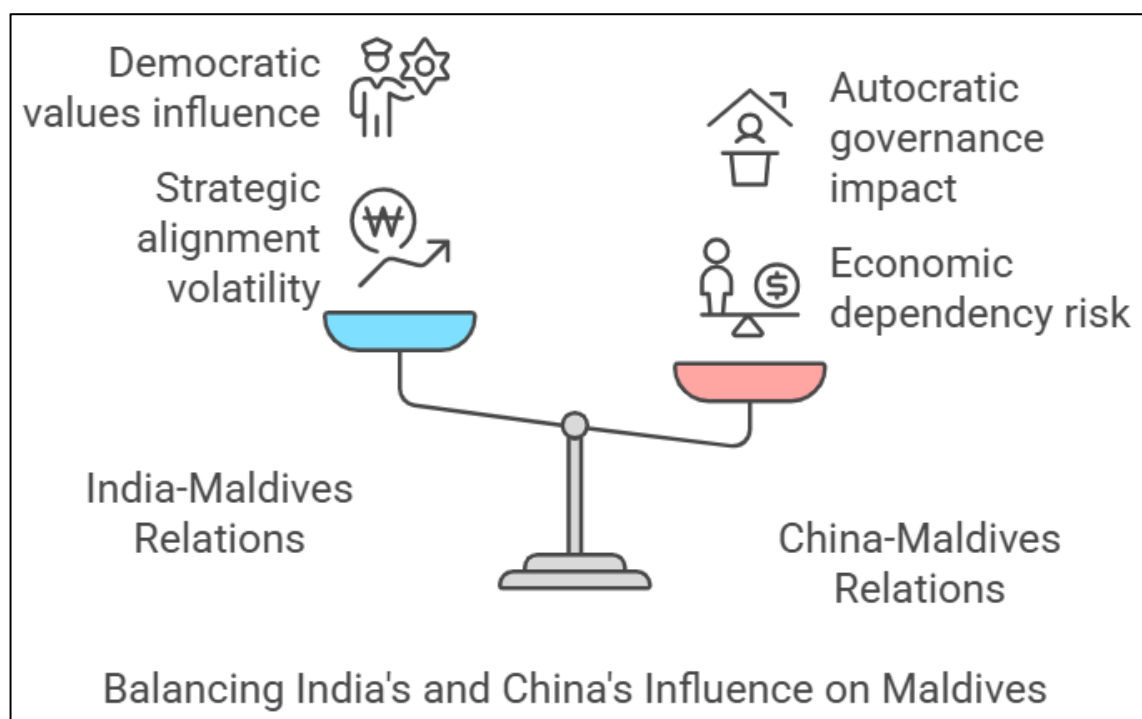 Democratic
values influence
Strategic
alignment
volatility
₩
Autocratic
governance
impact
$
Economic
dependency risk
India-Maldives
Relations
China-Maldives
Relations
Balancing India's and China's Influence on Maldives